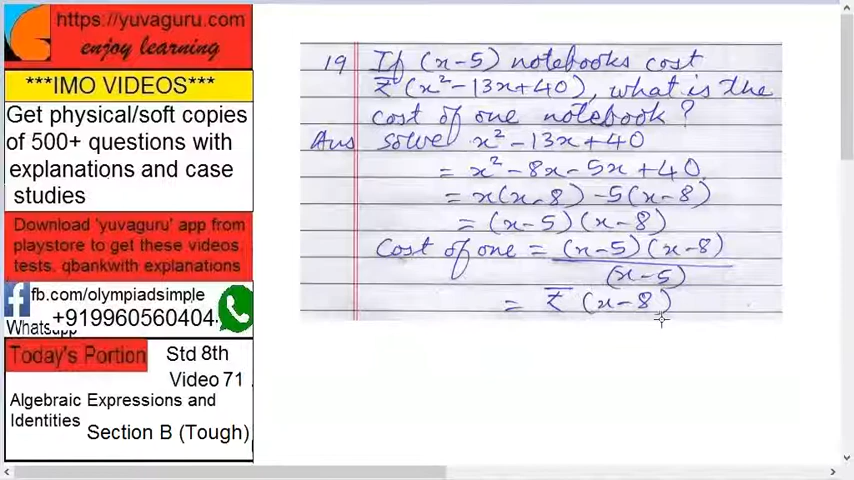 https://yuvaguru.com
enjoy learning
***IMO VIDEOS***
Get physical/soft copies
of 500+ questions with
explanations and case
studies
Download 'yuvaguru' app from
playstore to get these videos,
tests, qbankwith explanations
fb.com/olympiadsimple
Whatsapp
+919960560404
Today's Portion
Std 8th
Video 71
Algebraic Expressions and
Identities
Section B (Tough)
19 If (x-5) notebooks cost
₹ (x²-13x+40), what is the
cost of one notebook?
Ans solve x²-13x+40
= x²-8x-5x+40
= x(x-8) -5(x-8)
= (x-5)(x-8)
Cost of one = (x-5)(x-8)
(x-5)
= ₹ (x-8)